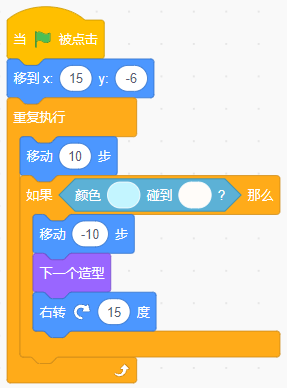 当 被点击
移到 x: 15 y: -6
重复执行
移动 10 步
如果 颜色 碰到 ? 那么
移动 -10 步
下一个造型
右转 15 度